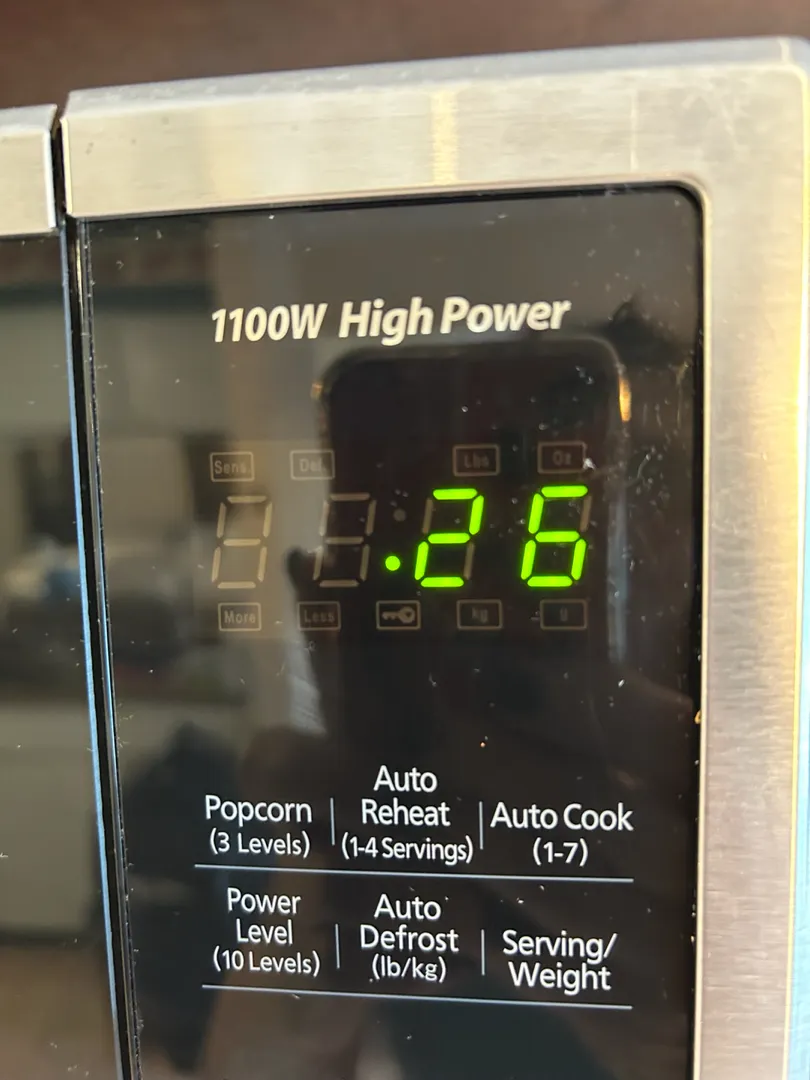 1100W High Power
Sens. Def. Lbs Oz
.26
More Less kg g
Auto
Popcorn Reheat Auto Cook
(3 Levels) (1-4 Servings) (1-7)
Power Auto
Level Defrost Serving/
(10 Levels) (lb/kg) Weight